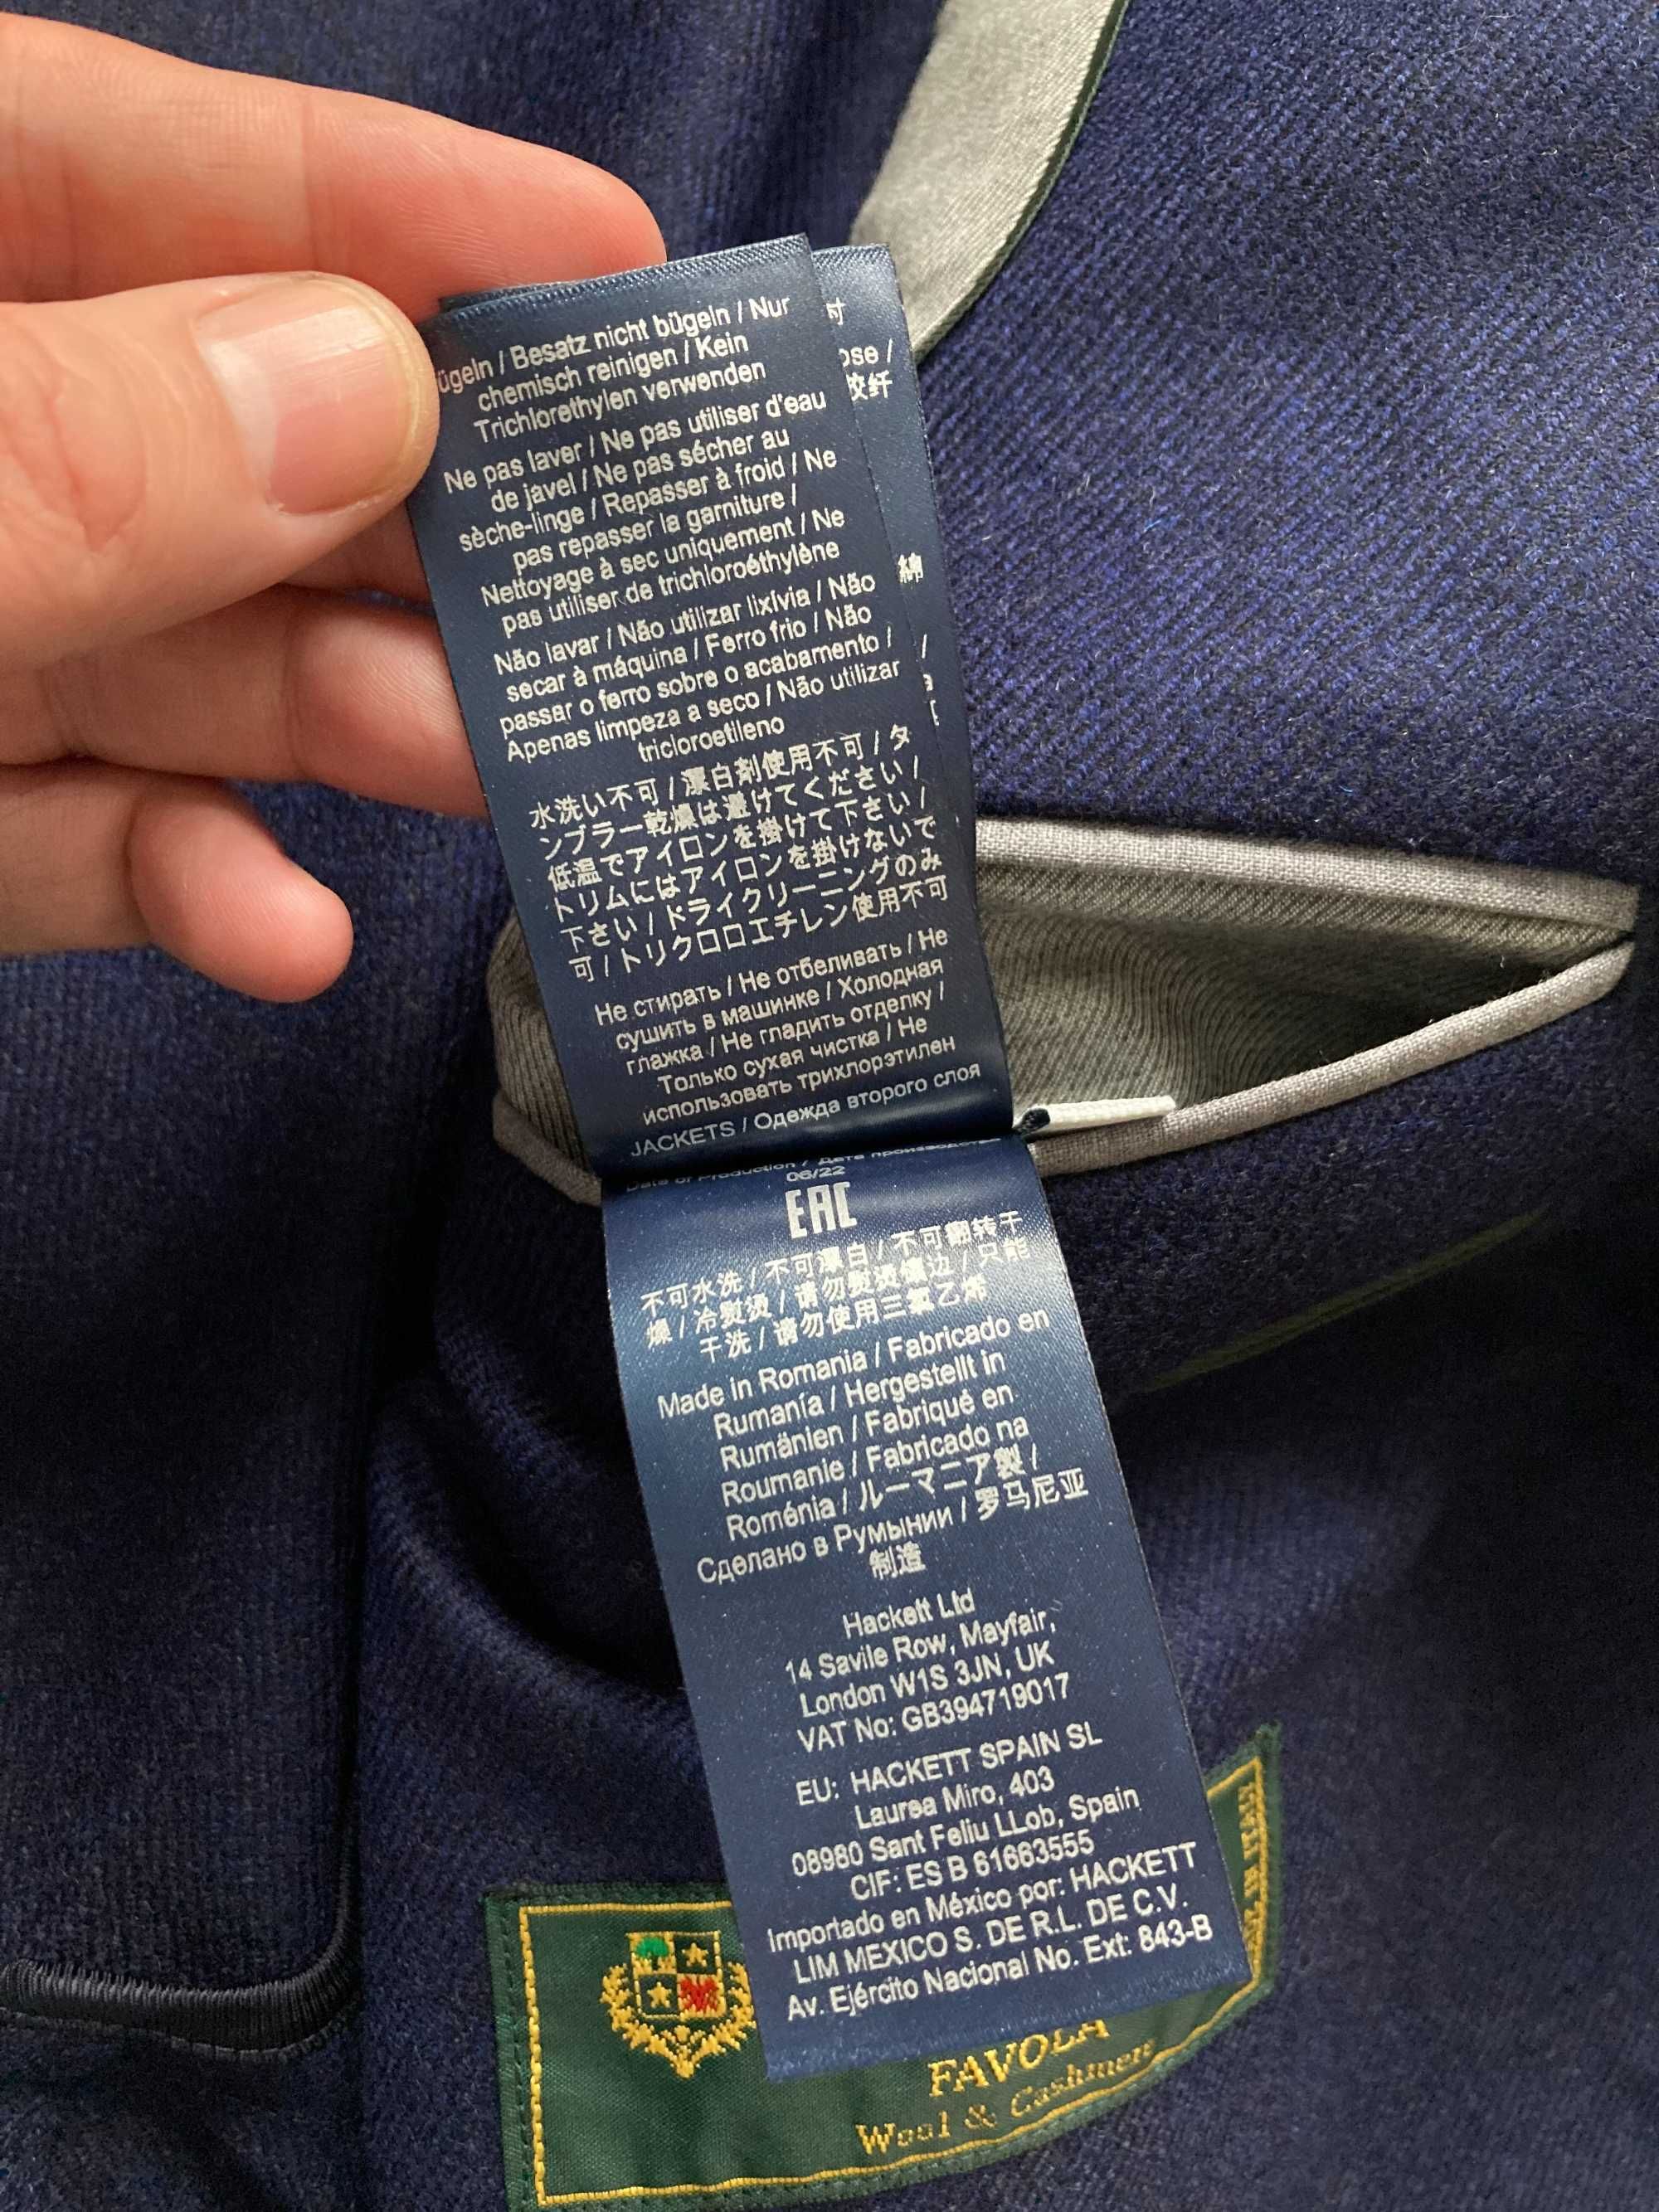 ügeln / Besatz nicht bügeln / Nur
chemisch reinigen / Kein
Trichlorethylen verwenden
Ne pas laver / Ne pas utiliser d'eau
de javel / Ne pas sécher au
sèche-linge / Repasser à froid / Ne
pas repasser la garniture /
Nettoyage à sec uniquement / Ne
pas utiliser de trichloroéthylène
Não lavar / Não utilizar lixívia / Não
secar à máquina / Ferro frio / Não
passar o ferro sobre o acabamento /
Apenas limpeza a seco / Não utilizar
tricloroetileno
水洗い不可 / 漂白剤使用不可 / タ
ンブラー乾燥は避けてください /
低温でアイロンを掛けて下さい /
トリムにはアイロンを掛けないで
下さい / ドライクリーニングのみ
可 / トリクロロエチレン使用不可
Не стирать / Не отбеливать / Не
сушить в машинке / Холодная
глажка / Не гладить отделку /
Только сухая чистка / Не
использовать трихлорэтилен
JACKETS / Одежда второго слоя
ose /
绵
Date of Production / Дата производства
06/22
EAC
不可水洗 / 不可漂白 / 不可翻转干
燥 / 冷熨烫 / 请勿熨烫镶边 / 只能
干洗 / 请勿使用三氯乙烯
Made in Romania / Fabricado en
Rumanía / Hergestellt in
Rumänien / Fabriqué en
Roumanie / Fabricado na
Roménia / ルーマニア製 /
Сделано в Румынии / 罗马尼亚
制造
Hackett Ltd
14 Savile Row, Mayfair,
London W1S 3JN, UK
VAT No: GB394719017
EU: HACKETT SPAIN SL
Laurea Miro, 403
08980 Sant Feliu LLob, Spain
CIF: ES B 61663555
Importado en México por: HACKETT
LIM MEXICO S. DE R.L. DE C.V.
Av. Ejército Nacional No. Ext: 843-B
FAVOLA
Wool & Cashmere